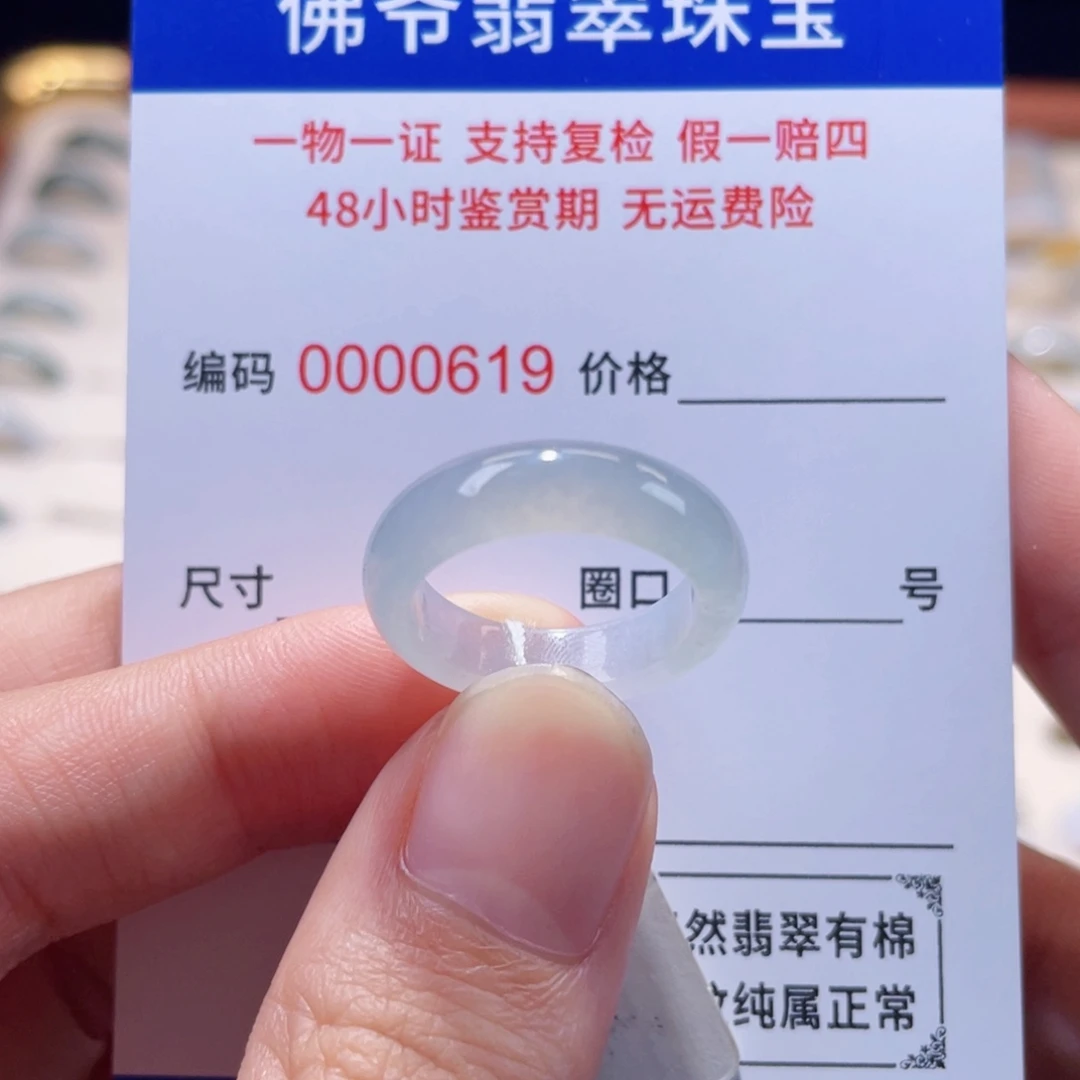 佛爷翡翠珠宝
一物一证 支持复检 假一赔四
48小时鉴赏期 无运费险
编码 0000619 价格
尺寸 圈口 号
然翡翠有棉
纹纯属正常